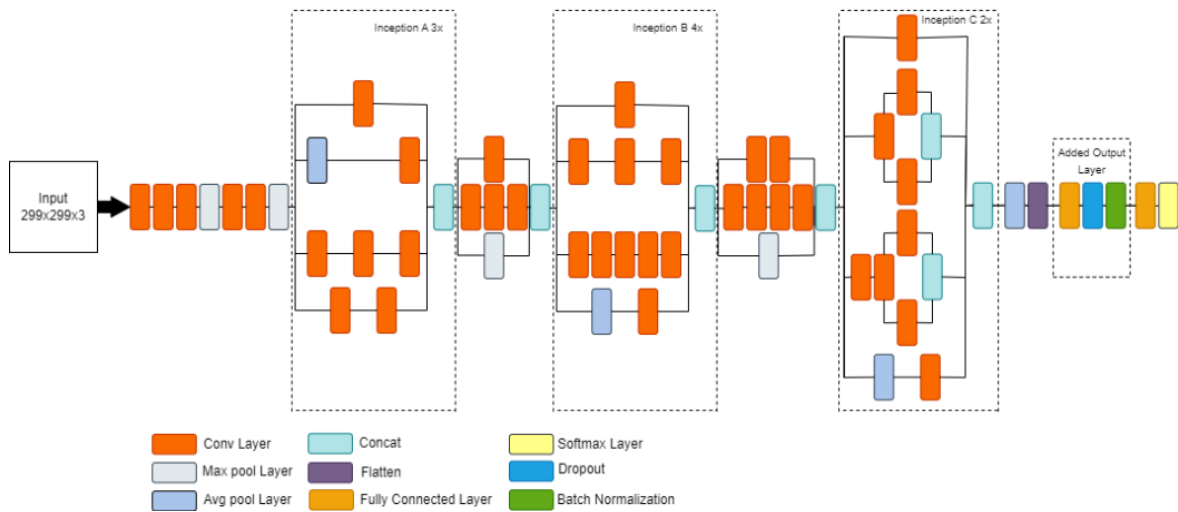 Inception A 3x
Inception B 4x
Inception C 2x
Input
299x299x3
Added Output
Layer
Conv Layer
Concat
Softmax Layer
Max pool Layer
Flatten
Dropout
Avg pool Layer
Fully Connected Layer
Batch Normalization